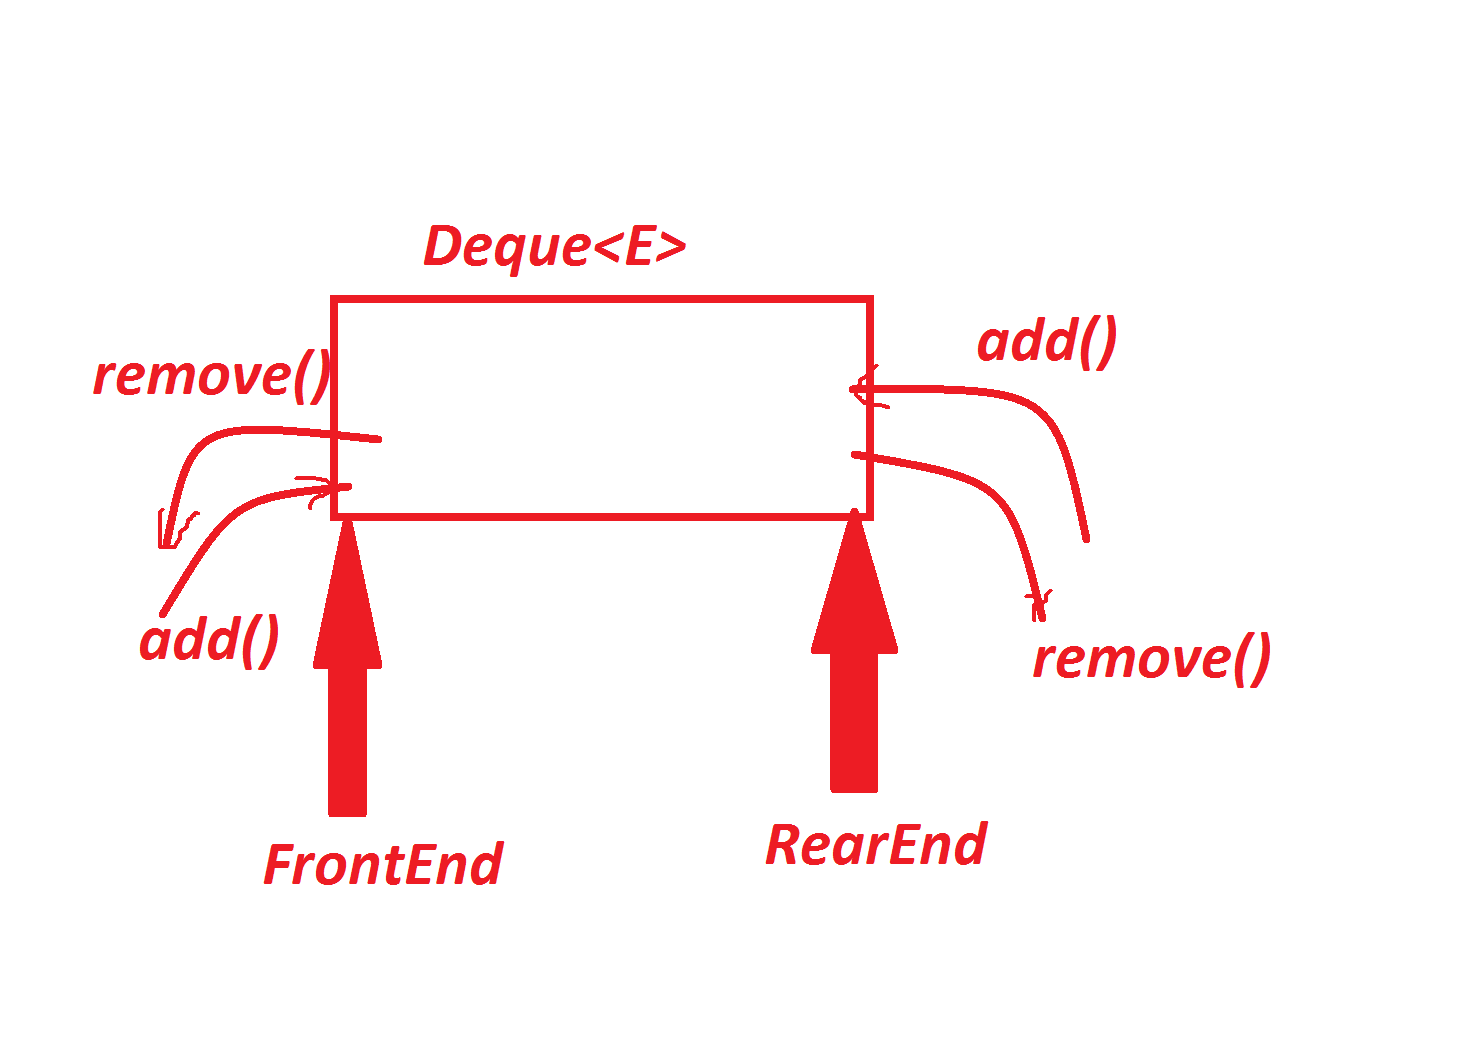 Deque<E>
add()
remove()
add()
remove()
RearEnd
FrontEnd